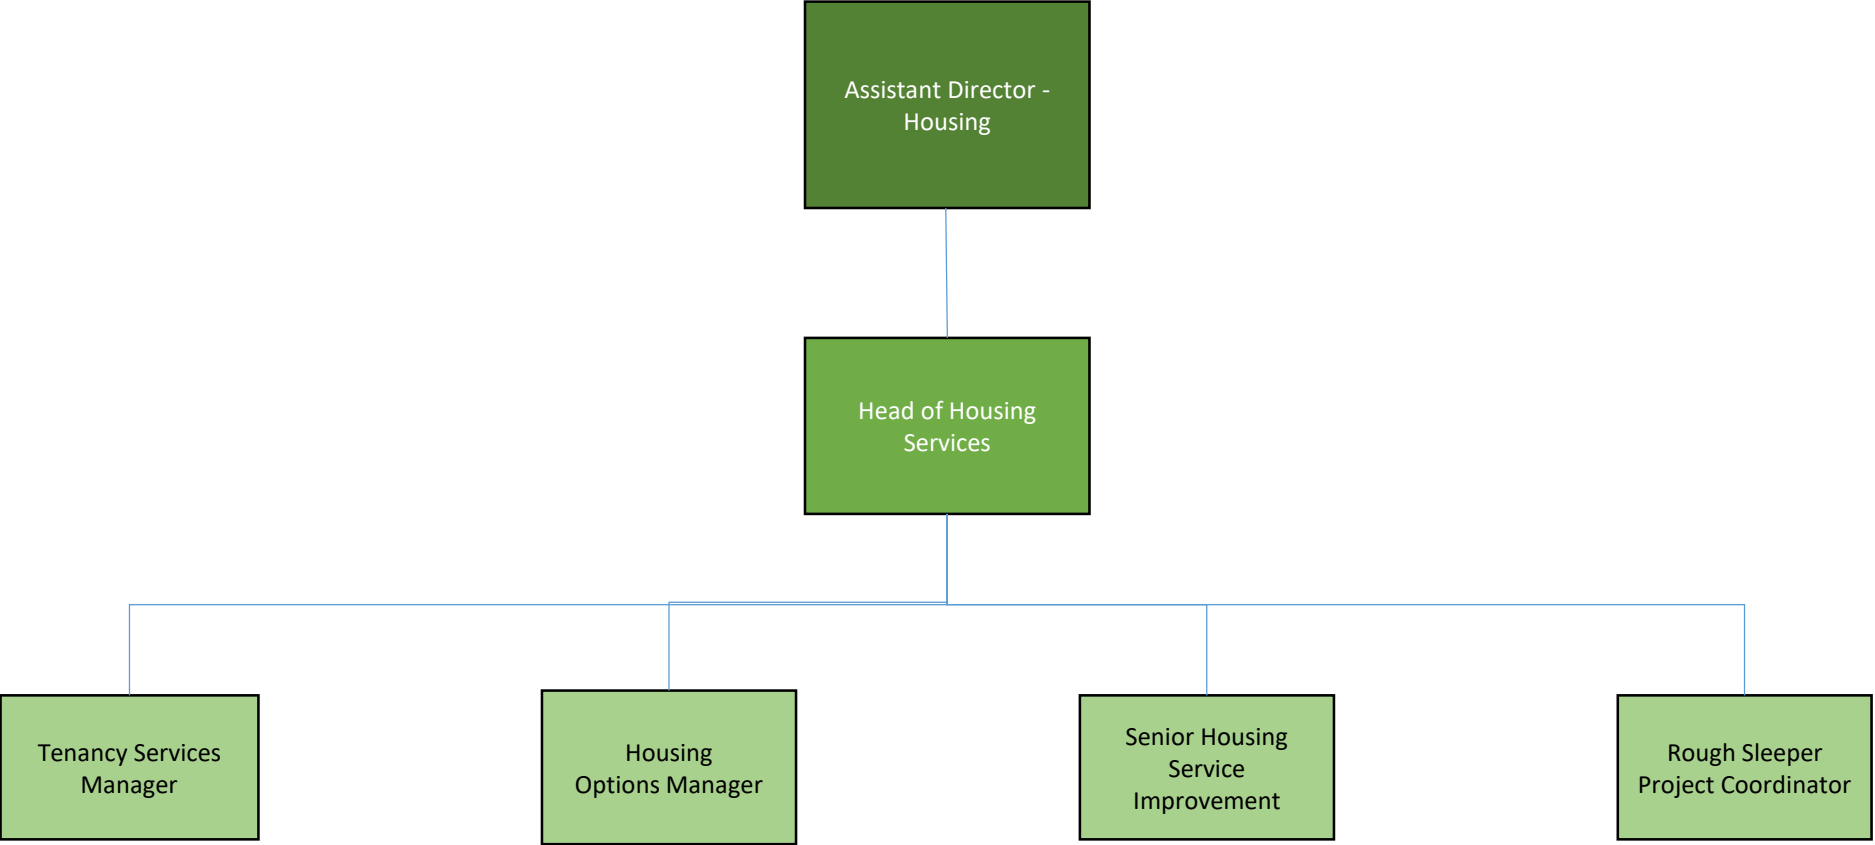 Assistant Director -
Housing
Head of Housing
Services
Tenancy Services
Manager
Housing
Options Manager
Senior Housing
Service
Improvement
Rough Sleeper
Project Coordinator